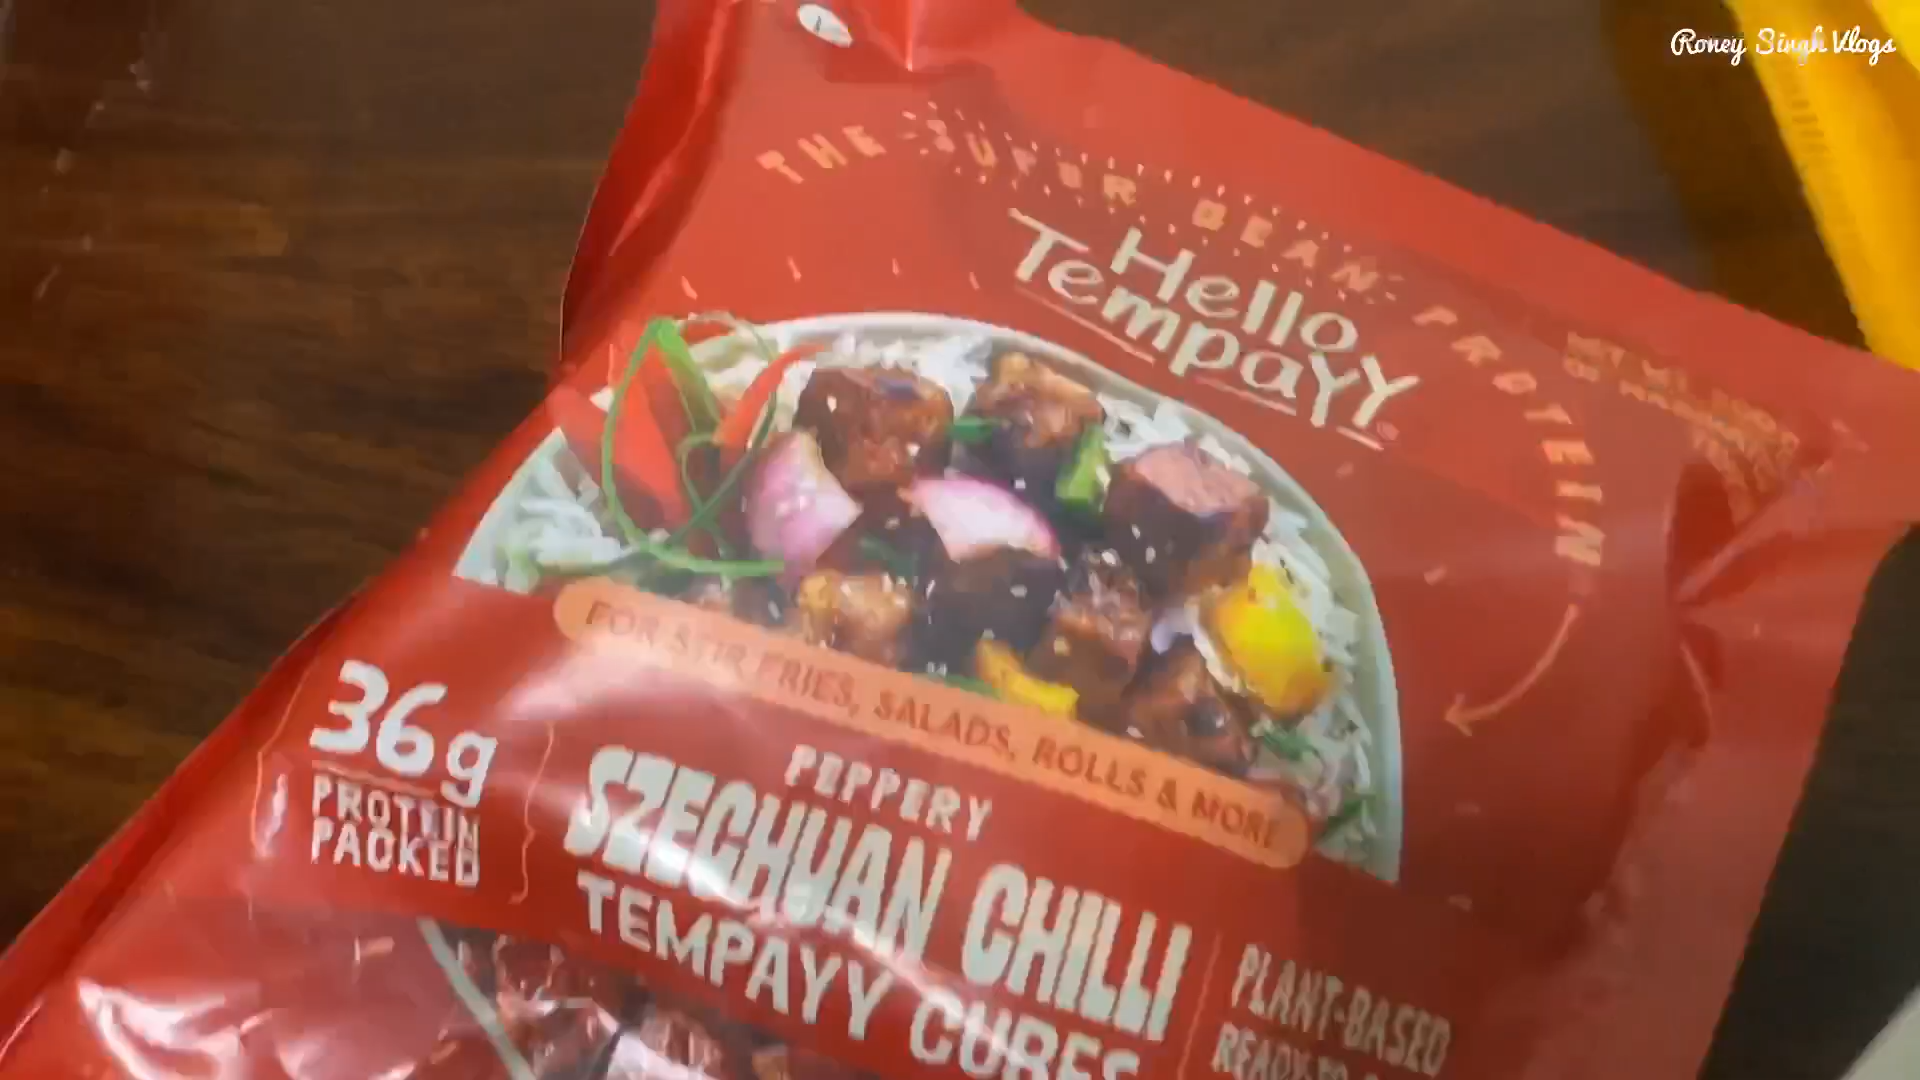 Roney Singh Vlogs
THE SUPER BEAN PROTEIN
Hello
Tempayy
FOR STIR FRIES, SALADS, ROLLS & MORE
36g
PROTEIN
PACKED
PEPPERY
SZECHUAN CHILLI
TEMPAYY CUBES
PLANT-BASED